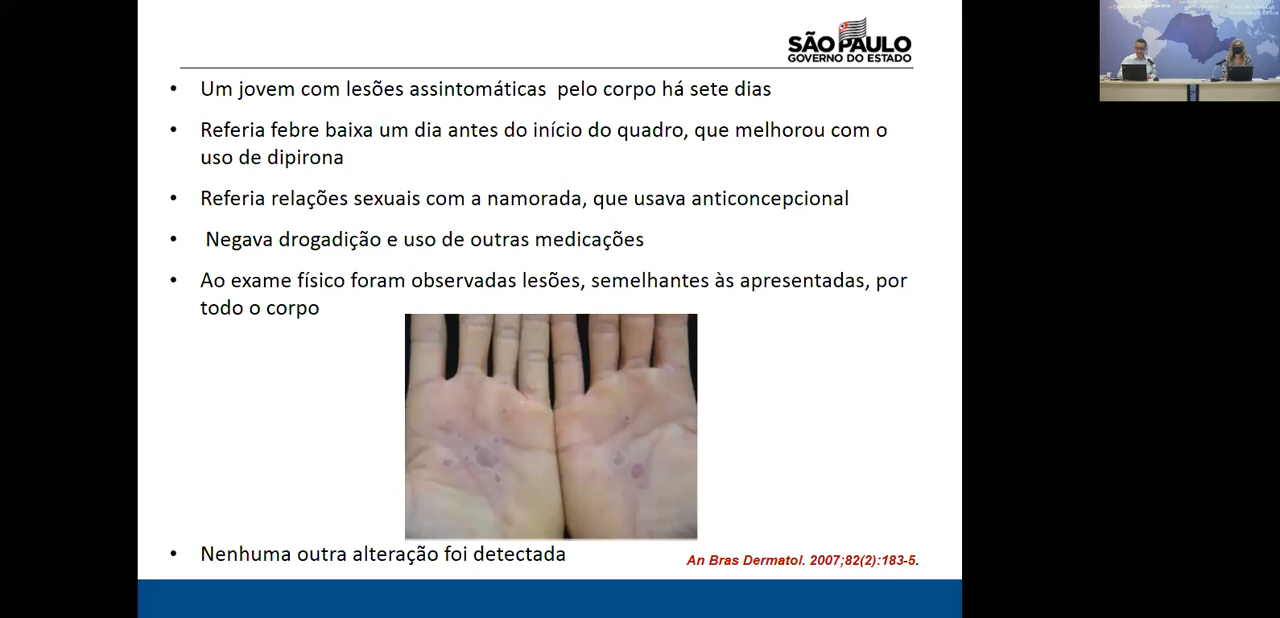 SÃO PAULO
GOVERNO DO ESTADO
• Um jovem com lesões assintomáticas pelo corpo há sete dias
• Referia febre baixa um dia antes do início do quadro, que melhorou com o
uso de dipirona
• Referia relações sexuais com a namorada, que usava anticoncepcional
• Negava drogadição e uso de outras medicações
• Ao exame físico foram observadas lesões, semelhantes às apresentadas, por
todo o corpo
• Nenhuma outra alteração foi detectada
An Bras Dermatol. 2007;82(2):183-5.